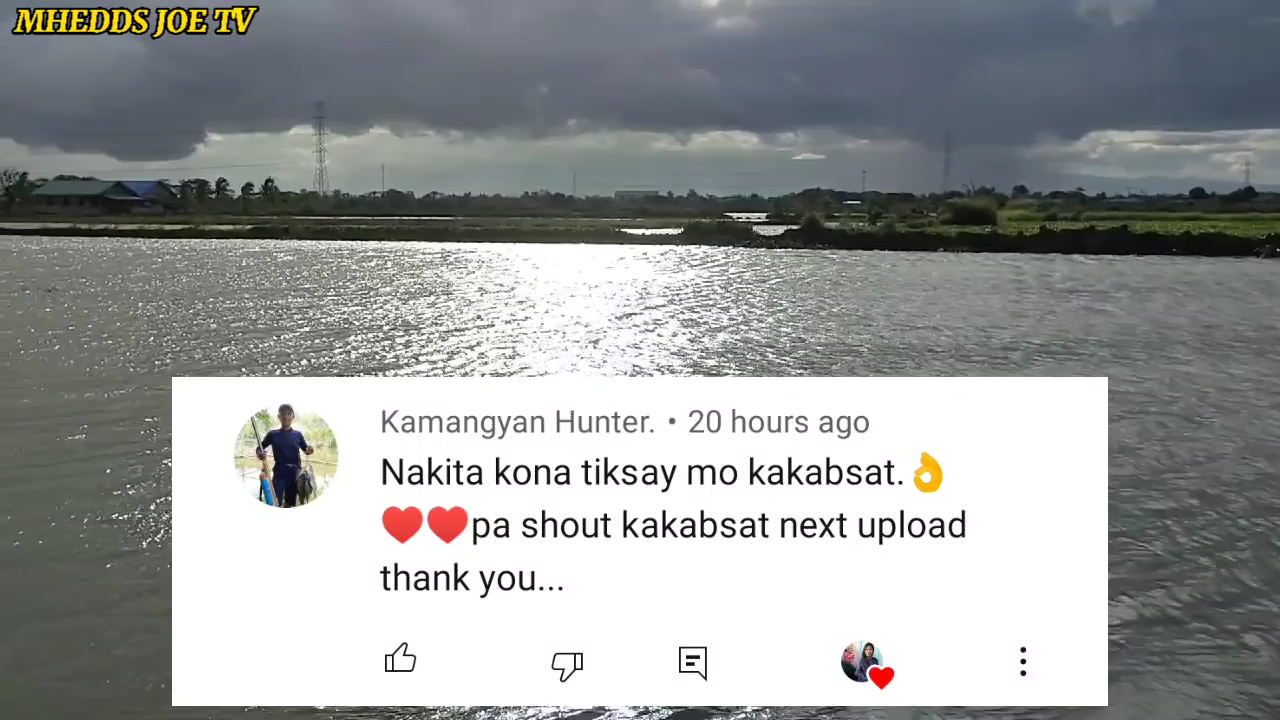 MHEDDS JOE TV
Kamangyan Hunter. • 20 hours ago
Nakita kona tiksay mo kakabsat.👌
♥️♥️pa shout kakabsat next upload
thank you...